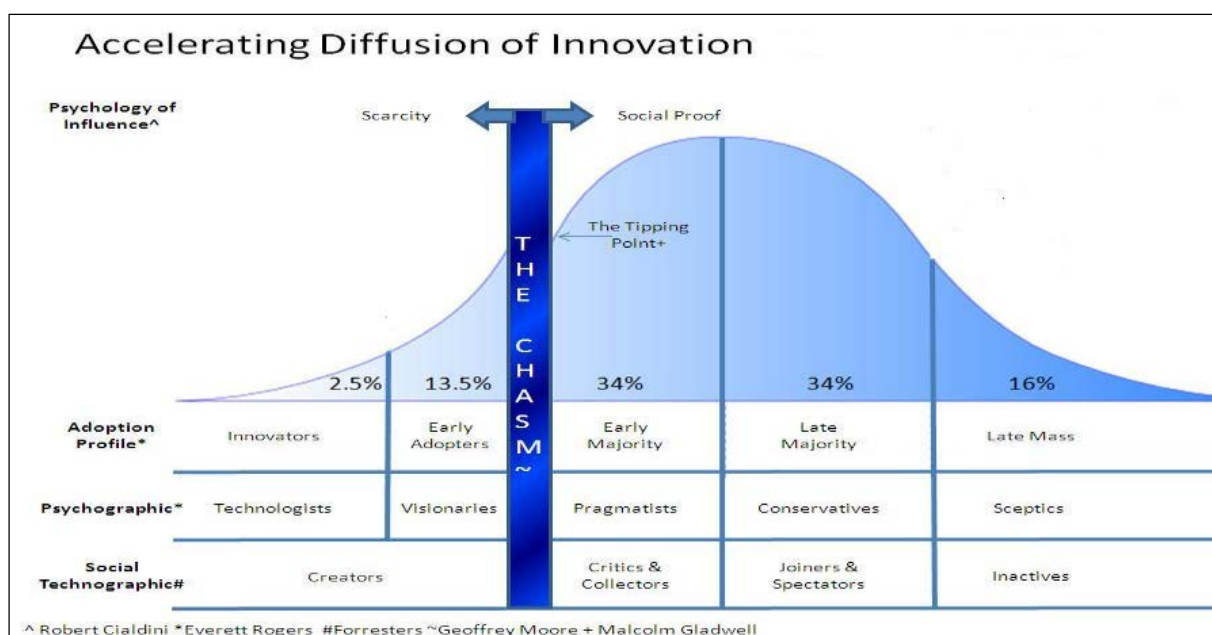 Accelerating Diffusion of Innovation
Psychology of
Influence^
Scarcity
Social Proof
The Tipping
Point+
THE CHASM~
2.5%
13.5%
34%
34%
16%
Adoption
Profile*
Innovators
Early
Adopters
Early
Majority
Late
Majority
Late Mass
Psychographic*
Technologists
Visionaries
Pragmatists
Conservatives
Sceptics
Social
Technographic#
Creators
Critics &
Collectors
Joiners &
Spectators
Inactives
^ Robert Cialdini *Everett Rogers #Forresters ~Geoffrey Moore + Malcolm Gladwell